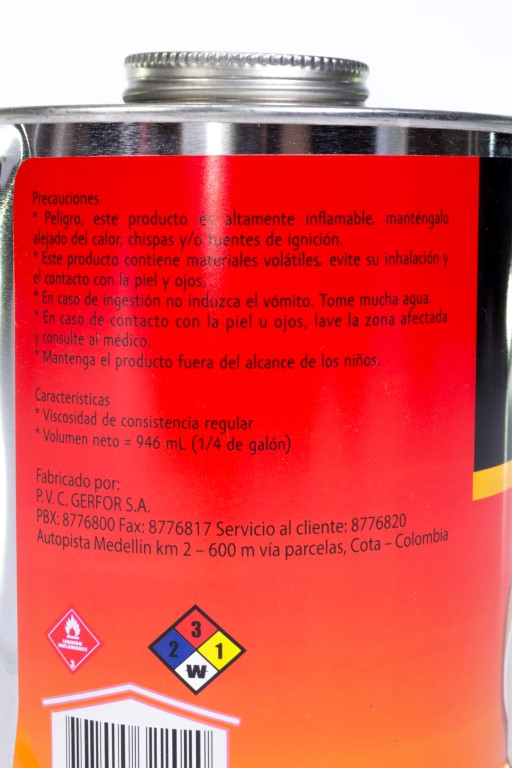 Precauciones
* Peligro, este producto es altamente inflamable, manténgalo
alejado del calor, chispas y/o fuentes de ignición.
* Este producto contiene materiales volátiles, evite su inhalación y
el contacto con la piel y ojos.
* En caso de ingestión no induzca el vómito. Tome mucha agua.
* En caso de contacto con la piel u ojos, lave la zona afectada
y consulte al médico.
* Mantenga el producto fuera del alcance de los niños.
Características
* Viscosidad de consistencia regular
* Volumen neto = 946 mL (1/4 de galón)
Fabricado por:
P.V. C. GERFOR S.A.
PBX: 8776800 Fax: 8776817 Servicio al cliente: 8776820
Autopista Medellín km 2 – 600 m vía parcelas, Cota – Colombia
LIQUIDO
INFLAMABLE
3
3
2
1
W